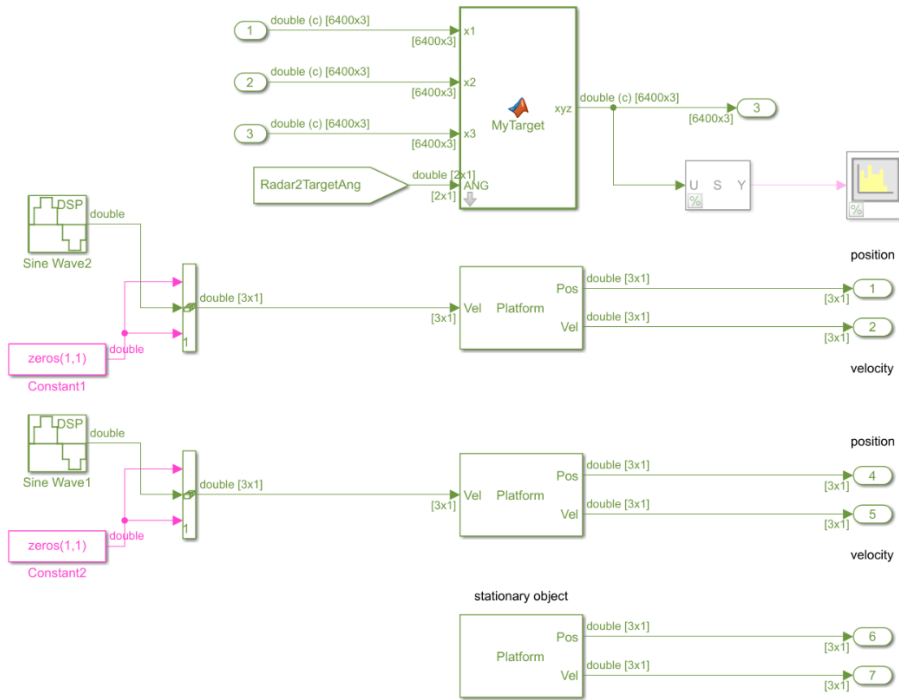 1
double (c) [6400x3]
[6400x3]
x1
2
double (c) [6400x3]
[6400x3]
x2
3
double (c) [6400x3]
[6400x3]
x3
Radar2TargetAng
double [2x1]
[2x1]
ANG
MyTarget
xyz
double (c) [6400x3]
[6400x3]
3
U S Y
%
%
DSP
double
Sine Wave2
zeros(1,1)
double
Constant1
1
double [3x1]
[3x1]
Vel
Platform
Pos
Vel
position
double [3x1]
[3x1]
1
double [3x1]
[3x1]
2
velocity
DSP
double
Sine Wave1
zeros(1,1)
double
Constant2
1
double [3x1]
[3x1]
Vel
Platform
Pos
Vel
position
double [3x1]
[3x1]
4
double [3x1]
[3x1]
5
velocity
stationary object
Platform
Pos
Vel
double [3x1]
[3x1]
6
double [3x1]
[3x1]
7